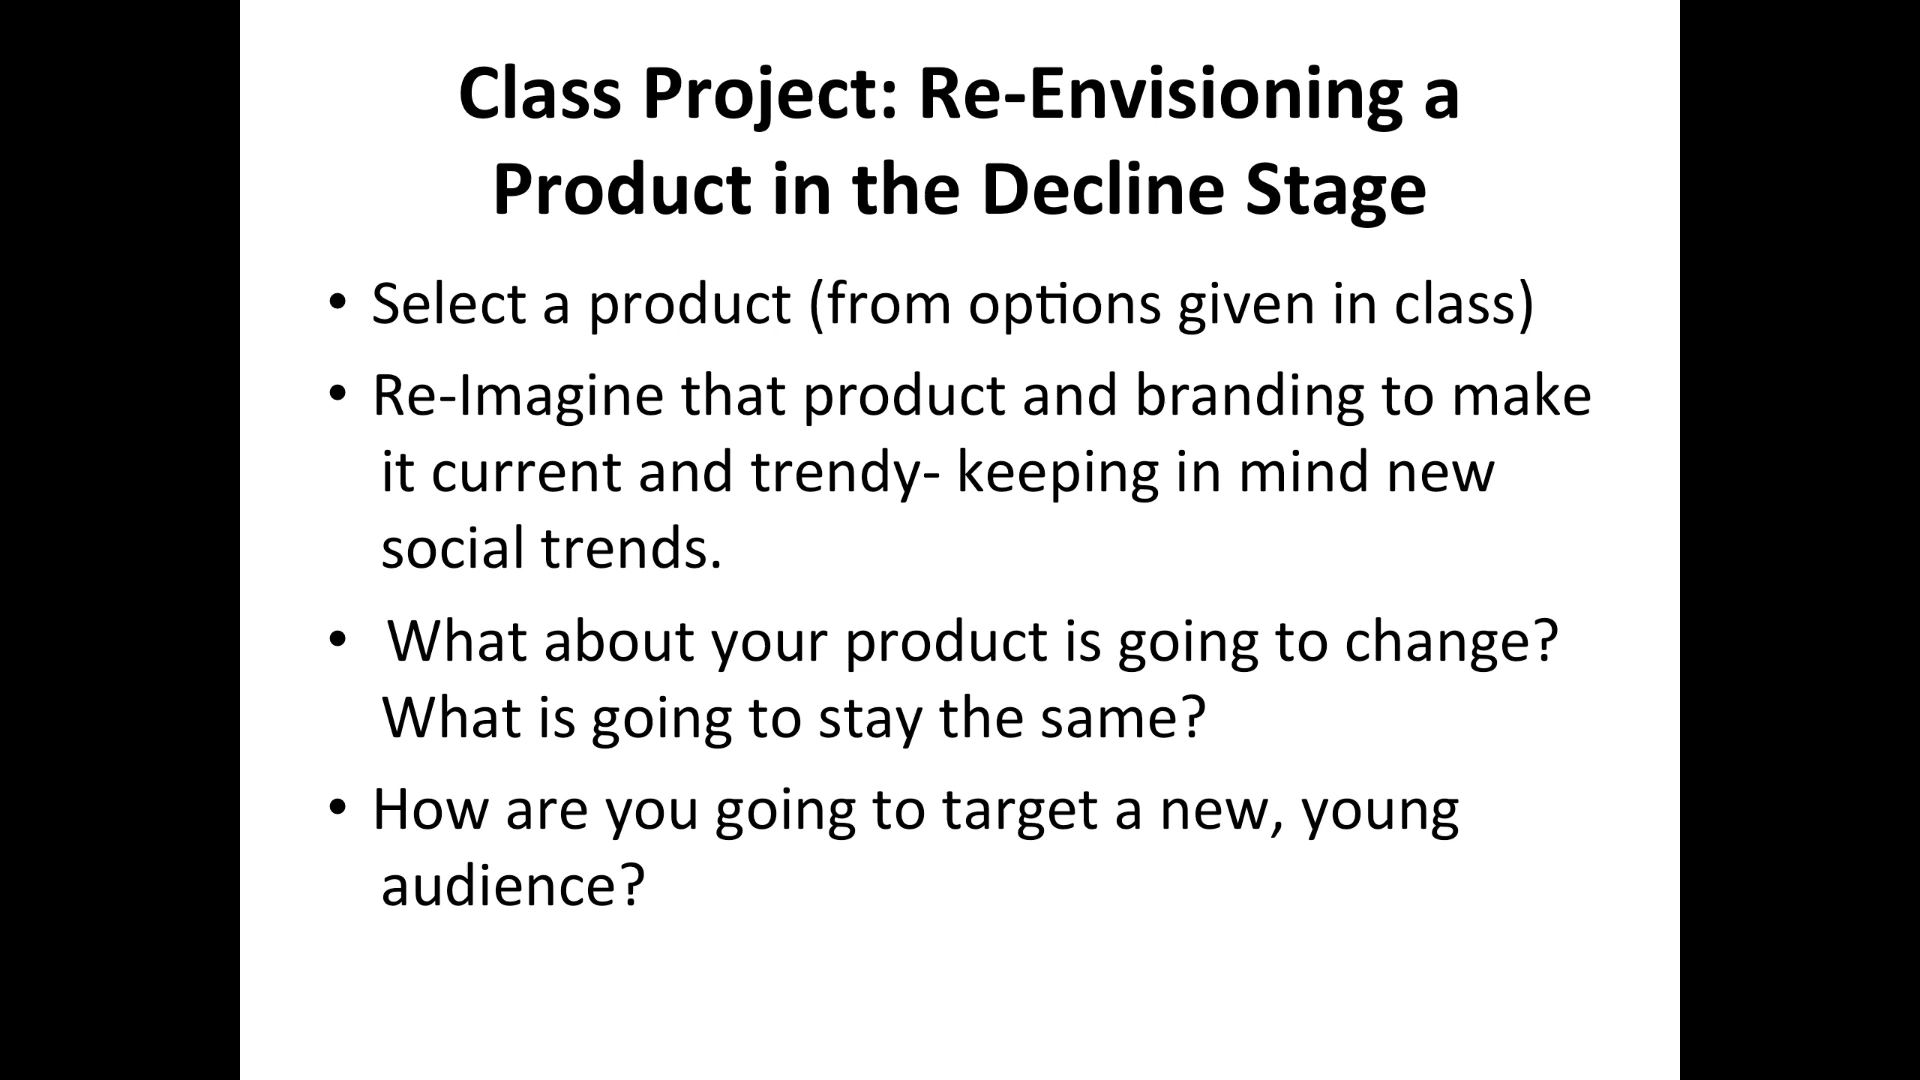 Class Project: Re-Envisioning a
Product in the Decline Stage
• Select a product (from options given in class)
• Re-Imagine that product and branding to make
it current and trendy- keeping in mind new
social trends.
• What about your product is going to change?
What is going to stay the same?
• How are you going to target a new, young
audience?